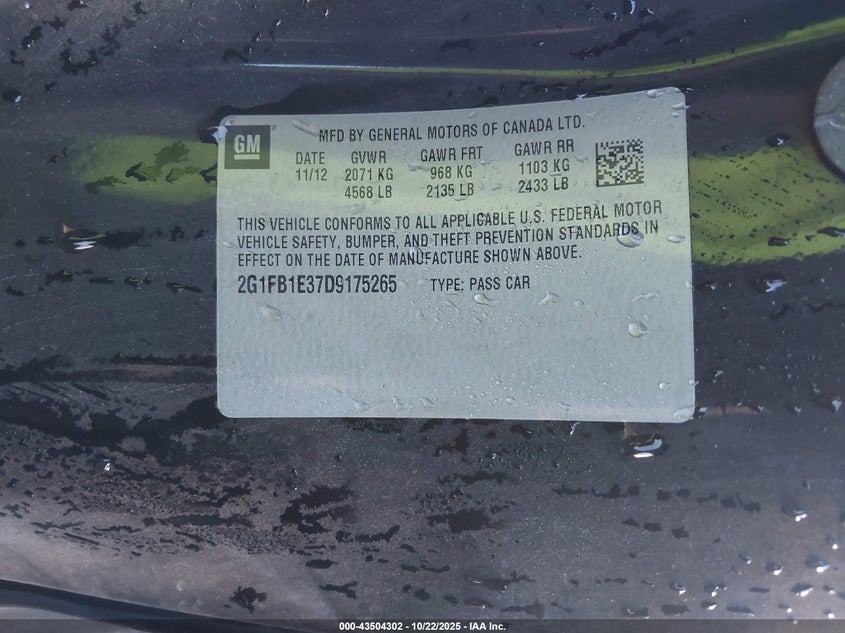 GM
MFD BY GENERAL MOTORS OF CANADA LTD.
DATE GVWR GAWR FRT GAWR RR
11/12 2071 KG 968 KG 1103 KG
4568 LB 2135 LB 2433 LB
THIS VEHICLE CONFORMS TO ALL APPLICABLE U.S. FEDERAL MOTOR
VEHICLE SAFETY, BUMPER, AND THEFT PREVENTION STANDARDS IN
EFFECT ON THE DATE OF MANUFACTURE SHOWN ABOVE.
2G1FB1E37D9175265 TYPE: PASS CAR
000-43504302 - 10/22/2025 - IAA Inc.